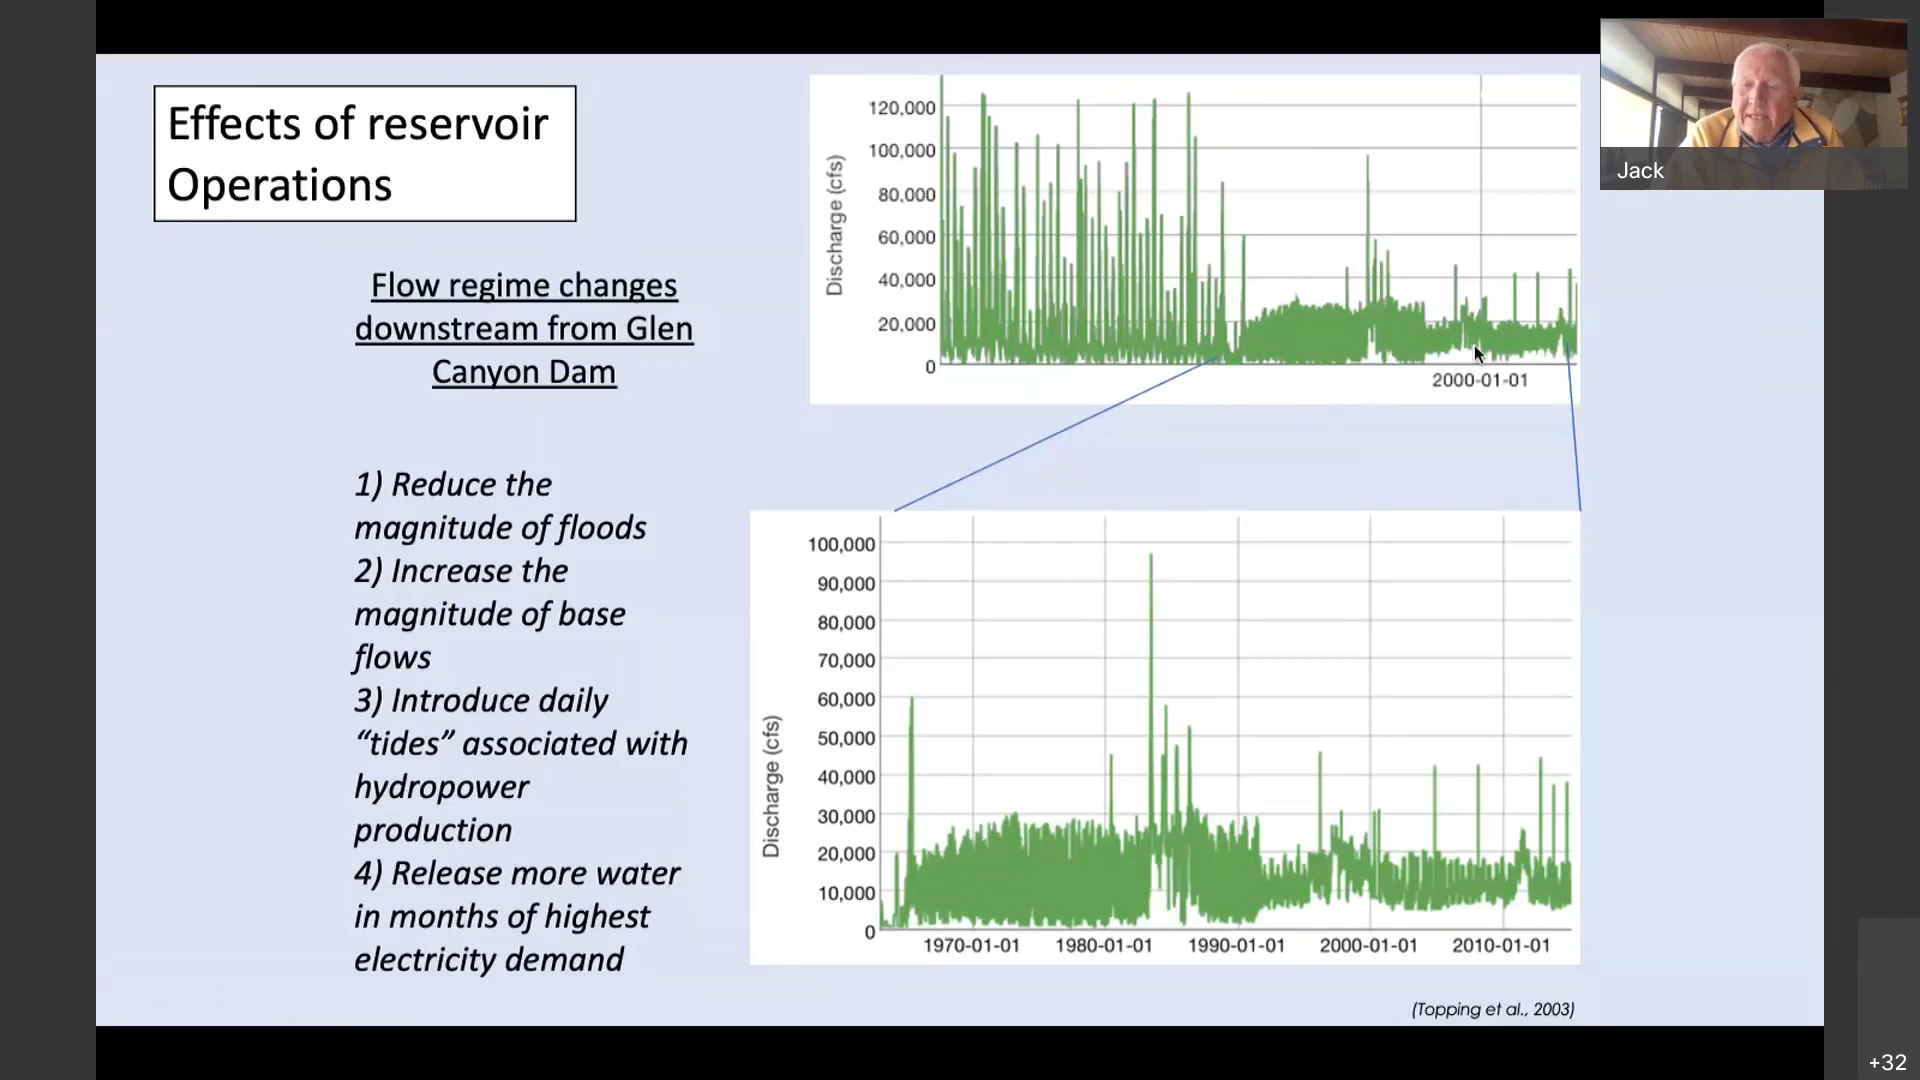 Effects of reservoir
Operations
Flow regime changes
downstream from Glen
Canyon Dam
1) Reduce the
magnitude of floods
2) Increase the
magnitude of base
flows
3) Introduce daily
“tides” associated with
hydropower
production
4) Release more water
in months of highest
electricity demand
Discharge (cfs)
120,000
100,000
80,000
60,000
40,000
20,000
0
2000-01-01
Discharge (cfs)
100,000
90,000
80,000
70,000
60,000
50,000
40,000
30,000
20,000
10,000
0
1970-01-01 1980-01-01 1990-01-01 2000-01-01 2010-01-01
(Topping et al., 2003)
Jack
+32